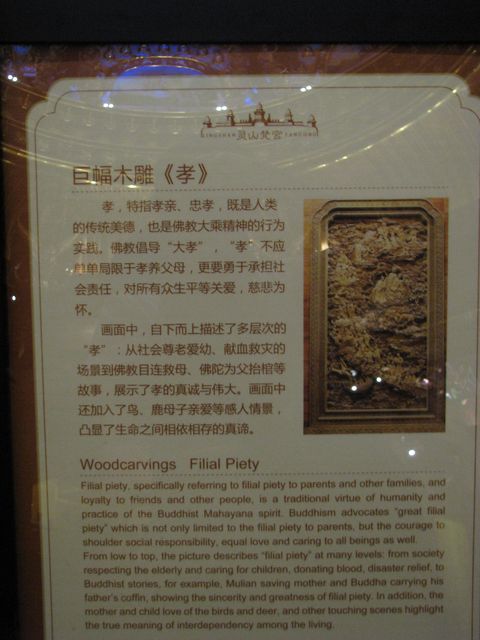 LINGSHAN FANGONG
灵山梵宫
巨幅木雕《孝》
孝，特指孝亲、忠孝，既是人类
的传统美德，也是佛教大乘精神的行为
实践。佛教倡导“大孝”，“孝”不应
单单局限于孝养父母，更要勇于承担社
会责任，对所有众生平等关爱，慈悲为
怀。
画面中，自下而上描述了多层次的
“孝”：从社会尊老爱幼、献血救灾的
场景到佛教目连救母、佛陀为父抬棺等
故事，展示了孝的真诚与伟大。画面中
还加入了鸟、鹿母子亲爱等感人情景，
凸显了生命之间相依相存的真谛。
Woodcarvings Filial Piety
Filial piety, specifically referring to filial piety to parents and other families, and
loyalty to friends and other people, is a traditional virtue of humanity and
practice of the Buddhist Mahayana spirit. Buddhism advocates “great filial
piety” which is not only limited to the filial piety to parents, but the courage to
shoulder social responsibility, equal love and caring to all beings as well.
From low to top, the picture describes “filial piety” at many levels: from society
respecting the elderly and caring for children, donating blood, disaster relief, to
Buddhist stories, for example, Mulian saving mother and Buddha carrying his
father's coffin, showing the sincerity and greatness of filial piety. In addition, the
mother and child love of the birds and deer, and other touching scenes highlight
the true meaning of interdependency among the living.